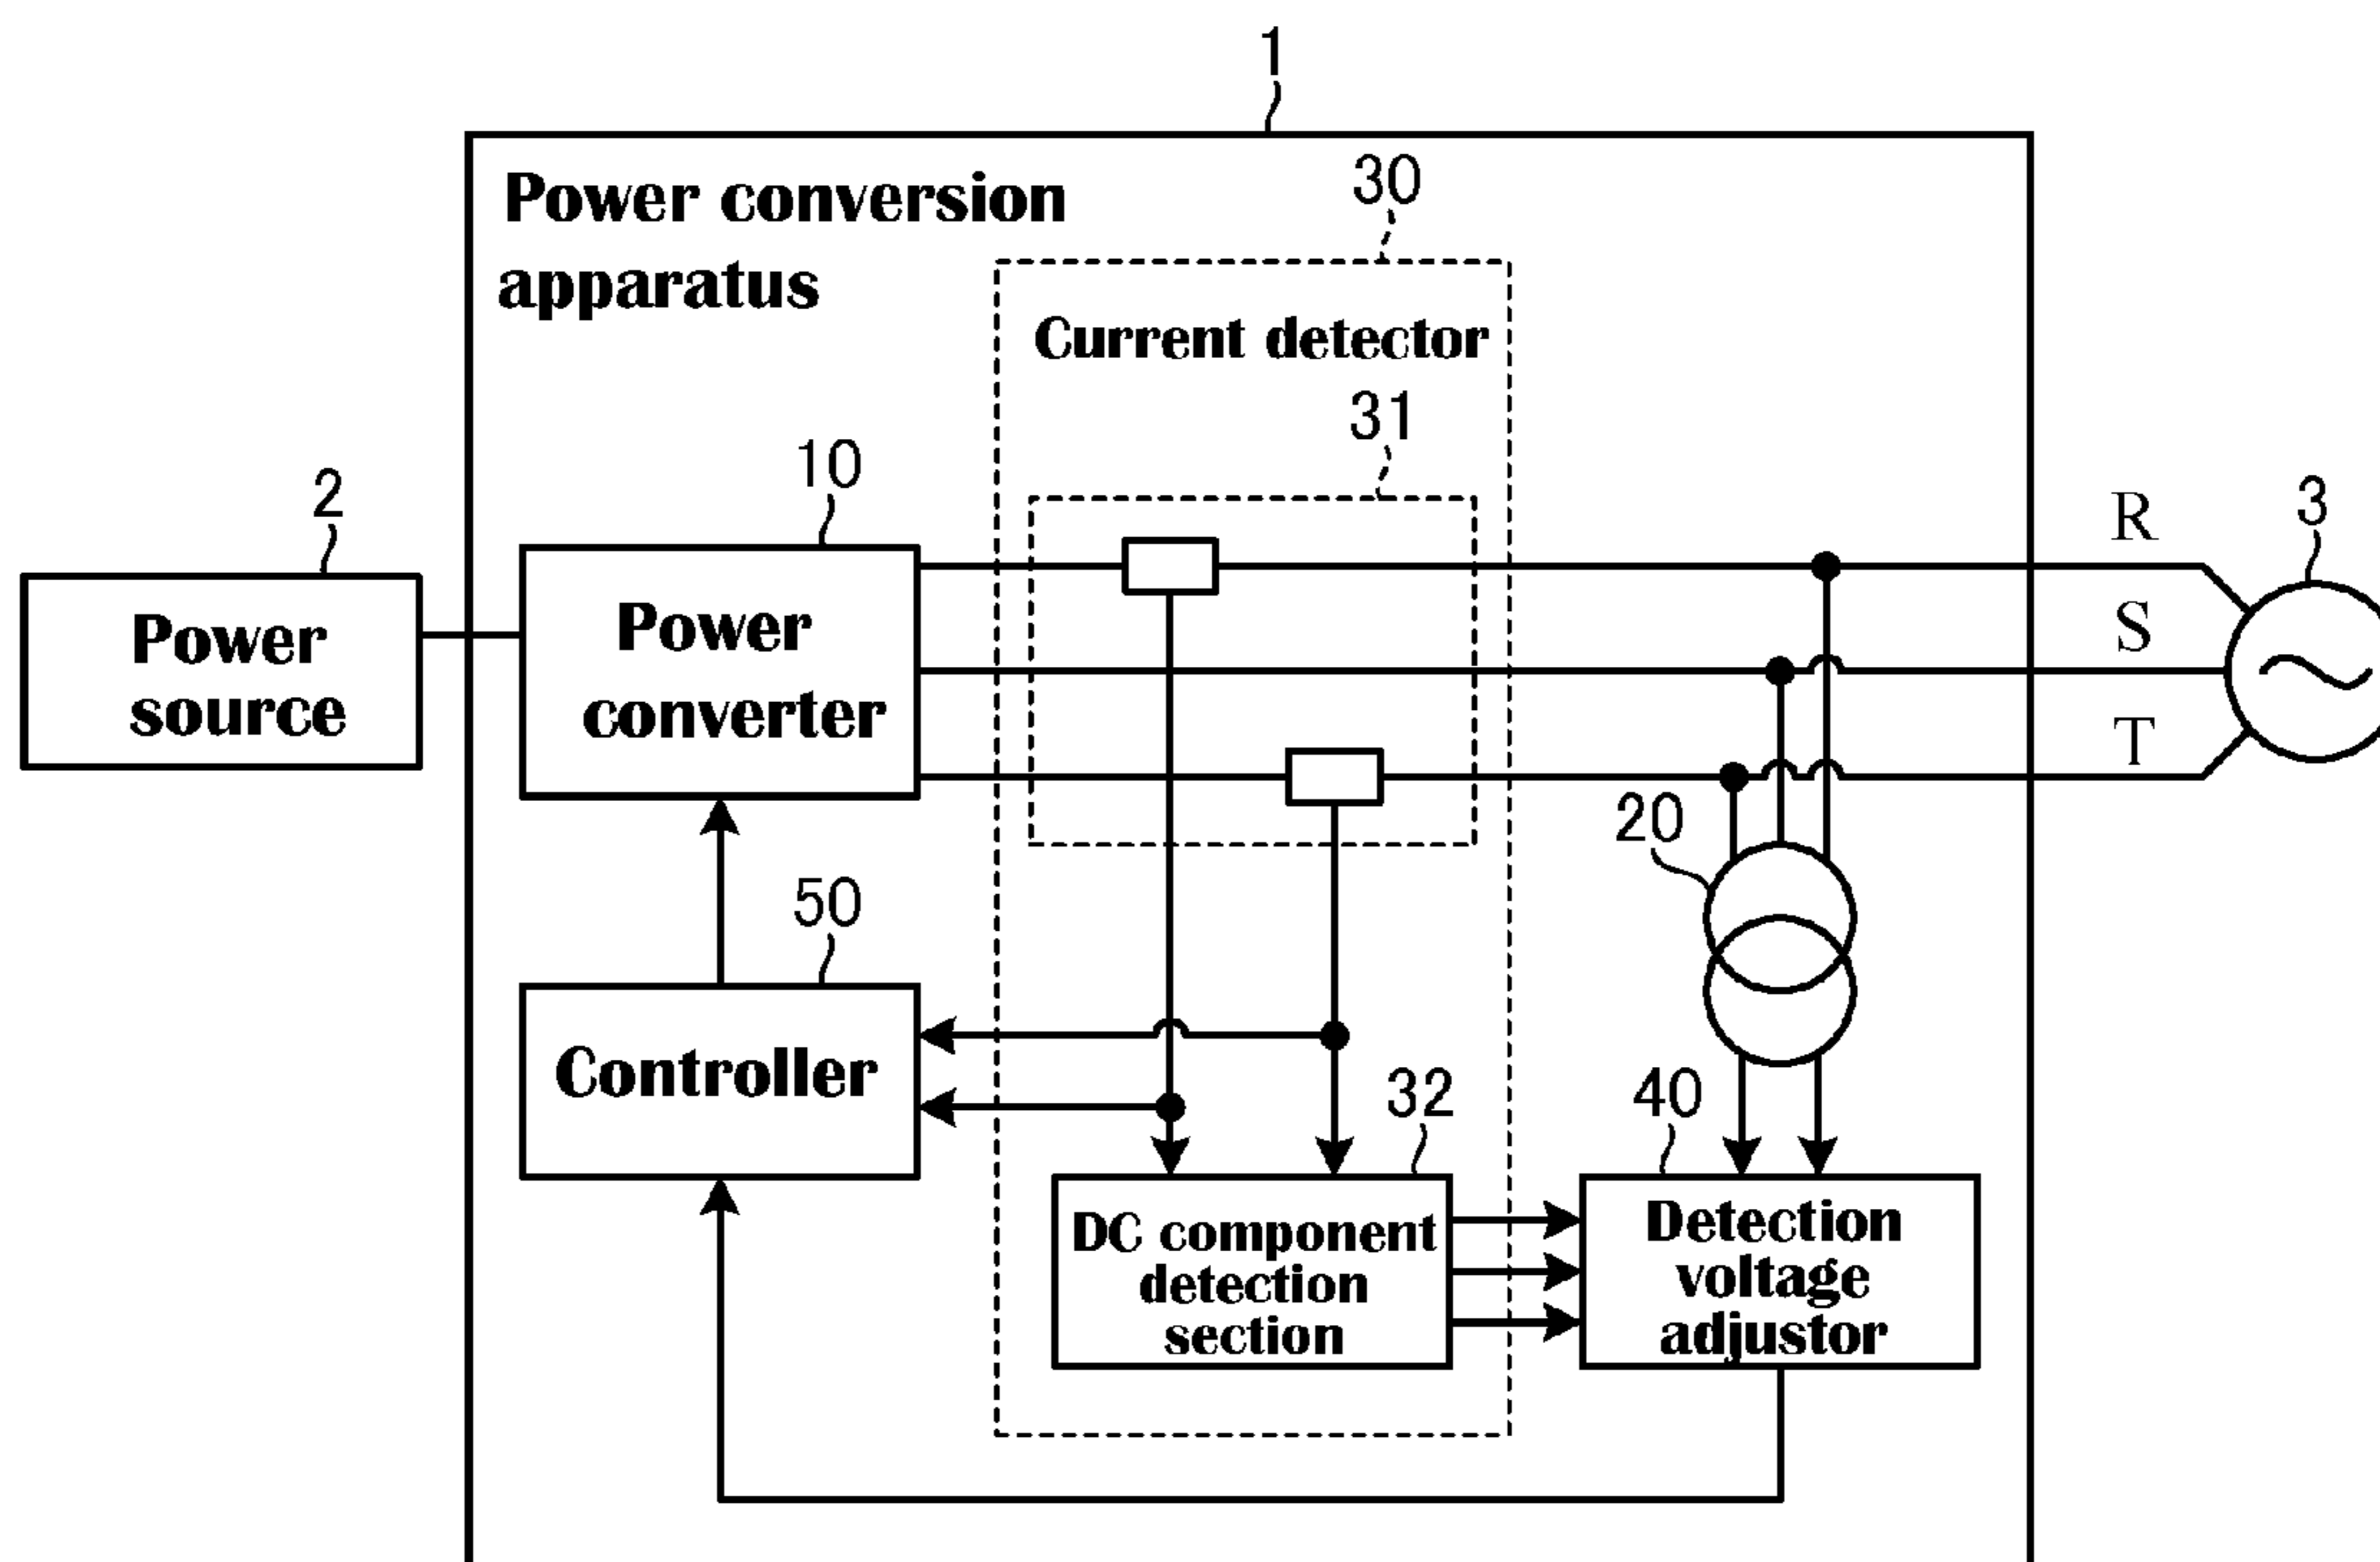 1
Power conversion
apparatus
30
Current detector
31
10
2
R
3
Power
source
Power
converter
S
T
20
50
Controller
32
40
DC component
detection
section
Detection
voltage
adjustor